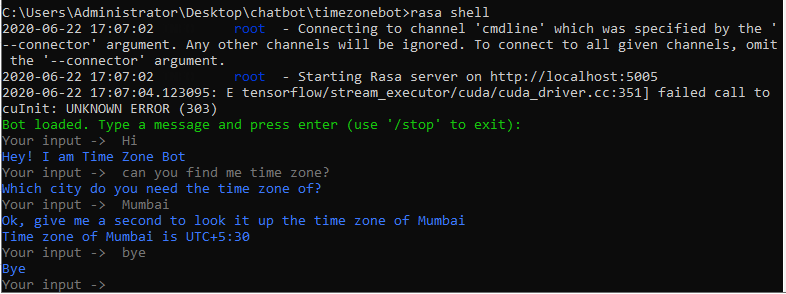 C:\Users\Administrator\Desktop\chatbot\timezonebot>rasa shell
2020-06-22 17:07:02 root - Connecting to channel 'cmdline' which was specified by the '
--connector' argument. Any other channels will be ignored. To connect to all given channels, omit
the '--connector' argument.
2020-06-22 17:07:02 root - Starting Rasa server on http://localhost:5005
2020-06-22 17:07:04.123095: E tensorflow/stream_executor/cuda/cuda_driver.cc:351] failed call to
cuInit: UNKNOWN ERROR (303)
Bot loaded. Type a message and press enter (use '/stop' to exit):
Your input -> Hi
Hey! I am Time Zone Bot
Your input -> can you find me time zone?
Which city do you need the time zone of?
Your input -> Mumbai
Ok, give me a second to look it up the time zone of Mumbai
Time zone of Mumbai is UTC+5:30
Your input -> bye
Bye
Your input ->